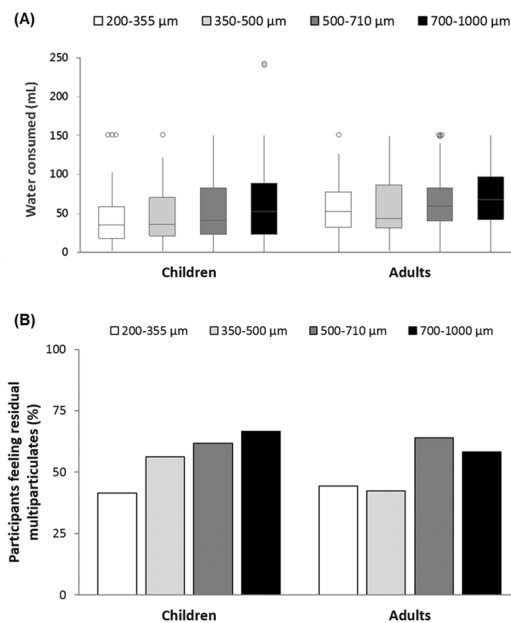 (A)
200-355 μm 350-500 μm 500-710 μm 700-1000 μm
Water consumed (mL)
250
200
150
100
50
0
Children Adults
(B)
200-355 μm 350-500 μm 500-710 μm 700-1000 μm
Participants feeling residual
multiparticulates (%)
100
75
50
25
0
Children Adults